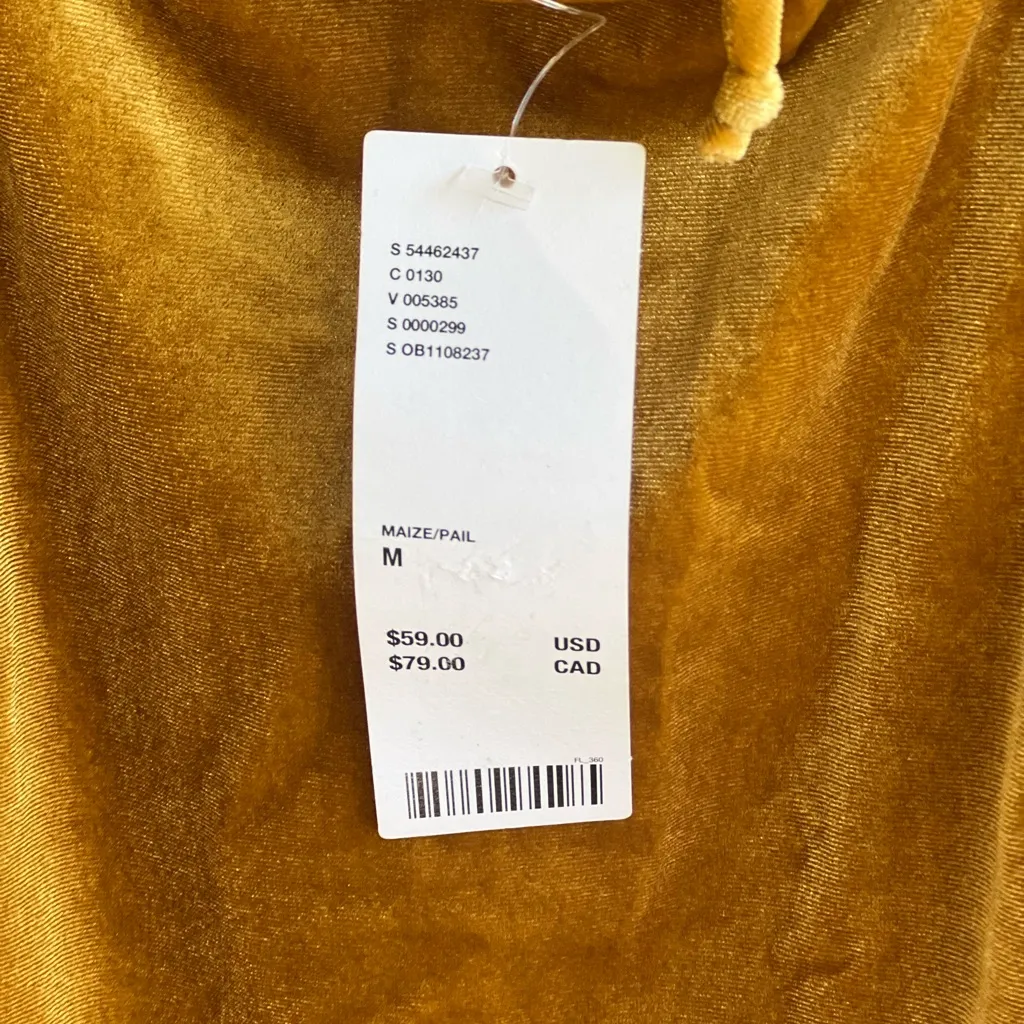 S 54462437
C 0130
V 005385
S 0000299
S OB1108237
MAIZE/PAIL
M
$59.00 USD
$79.00 CAD
FL_360